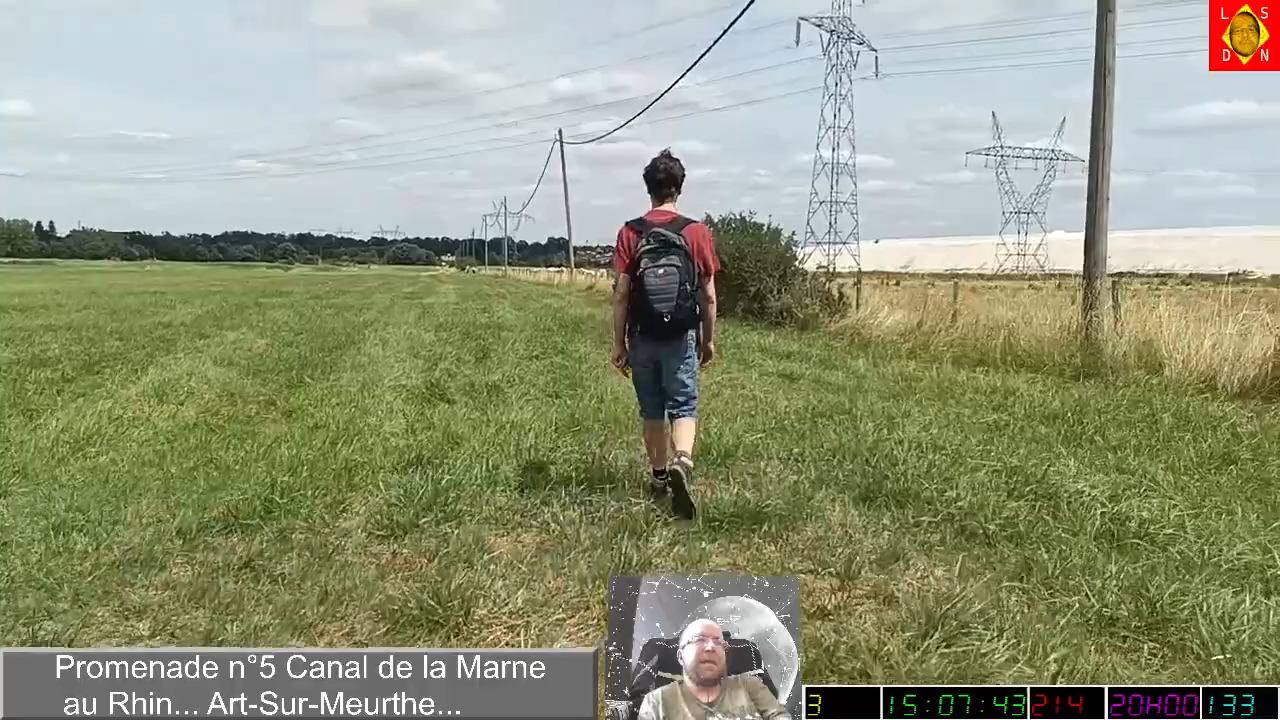 L S
D N
Promenade n°5 Canal de la Marne
au Rhin... Art-Sur-Meurthe...
3 15:07:43 214 20H00 133